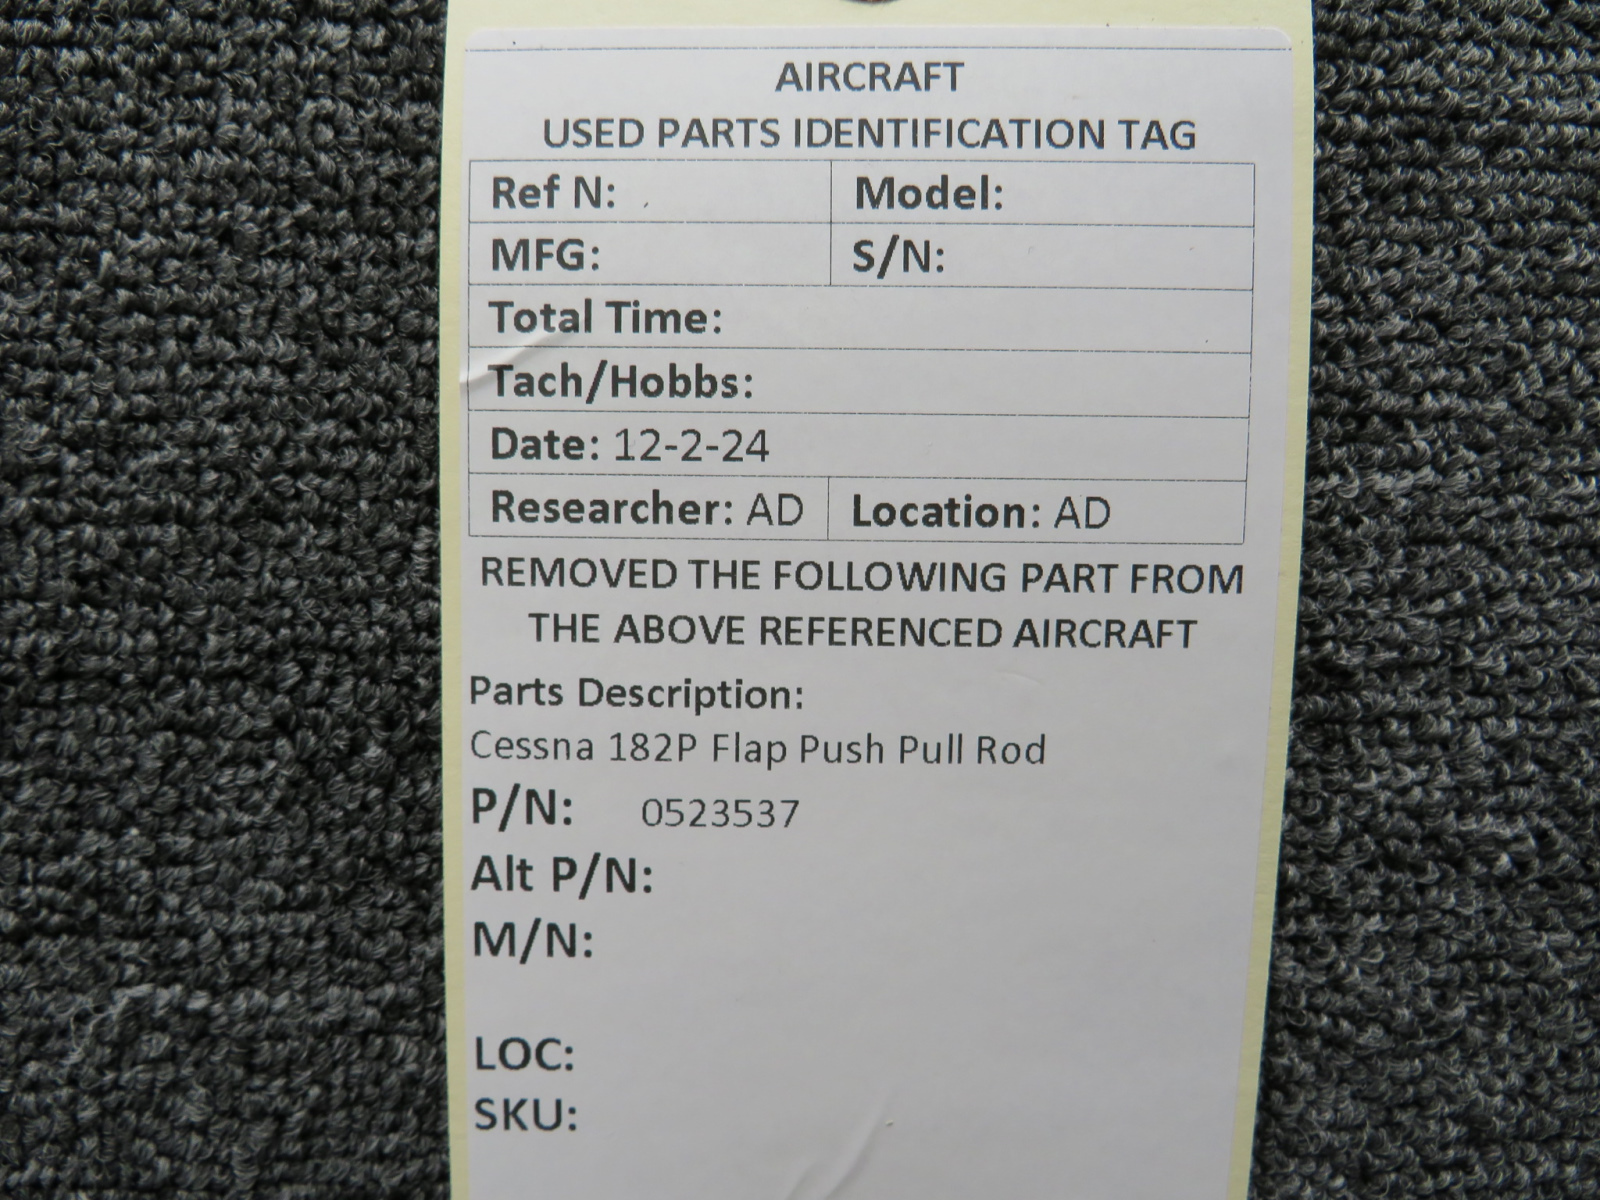 AIRCRAFT
USED PARTS IDENTIFICATION TAG
Ref N: Model:
MFG: S/N:
Total Time:
Tach/Hobbs:
Date: 12-2-24
Researcher: AD Location: AD
REMOVED THE FOLLOWING PART FROM
THE ABOVE REFERENCED AIRCRAFT
Parts Description:
Cessna 182P Flap Push Pull Rod
P/N: 0523537
Alt P/N:
M/N:
LOC:
SKU: